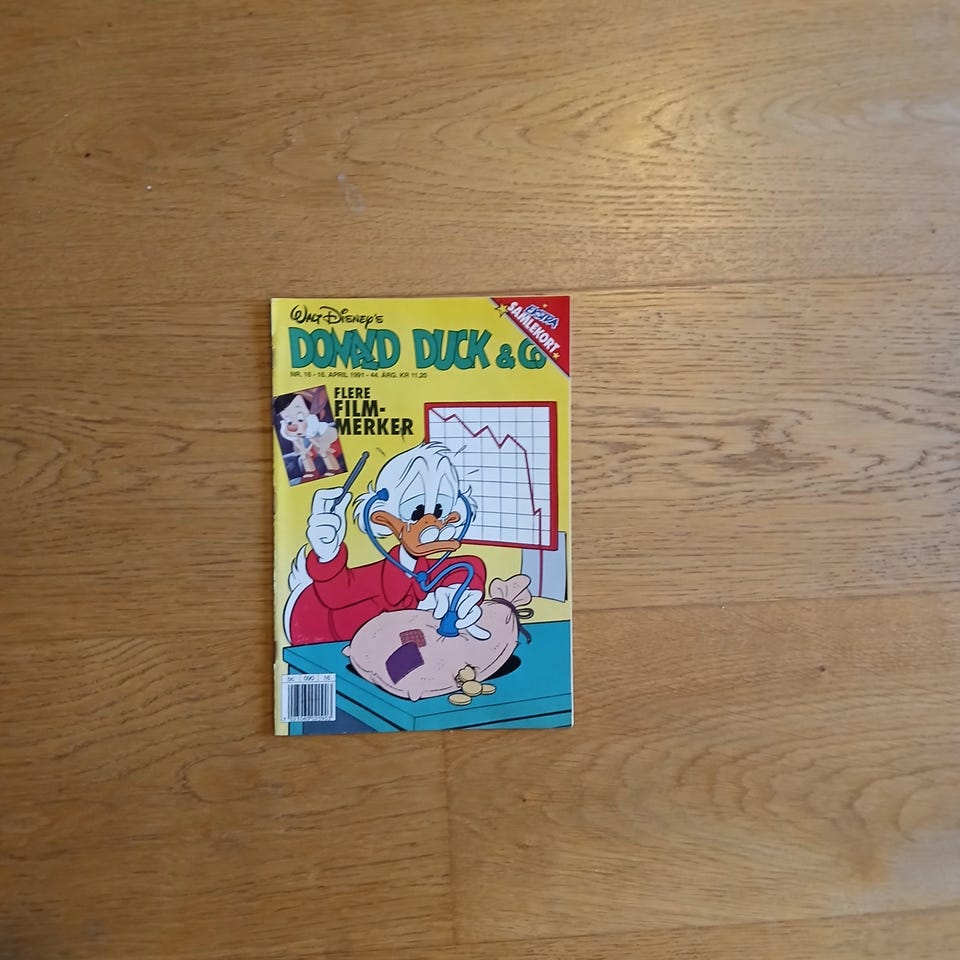 WALT DISNEY'S
DONALD DUCK & Co
NR. 16 - 16. APRIL 1991 - 44. ÅRG. KR 11,20
EKSTRA
SAMLEKORT
FLERE
FILM-
MERKER